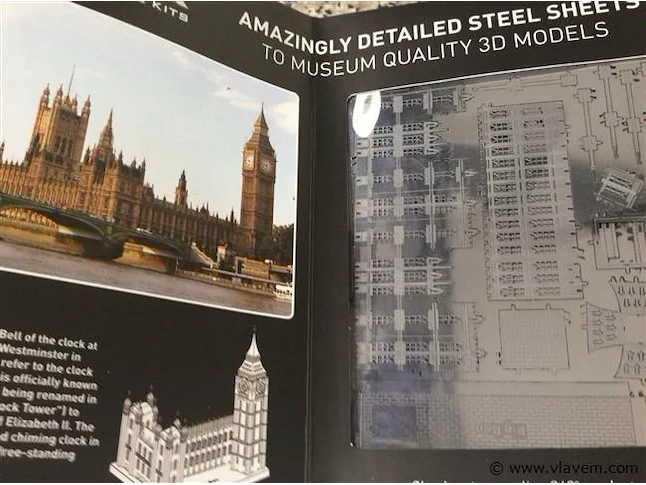 KITS
AMAZINGLY DETAILED STEEL SHEETS
TO MUSEUM QUALITY 3D MODELS
Bell of the clock at
Westminster in
refer to the clock
is officially known
being renamed in
ock Tower"] to
f Elizabeth II. The
d chiming clock in
free-standing
© www.vlavem.com